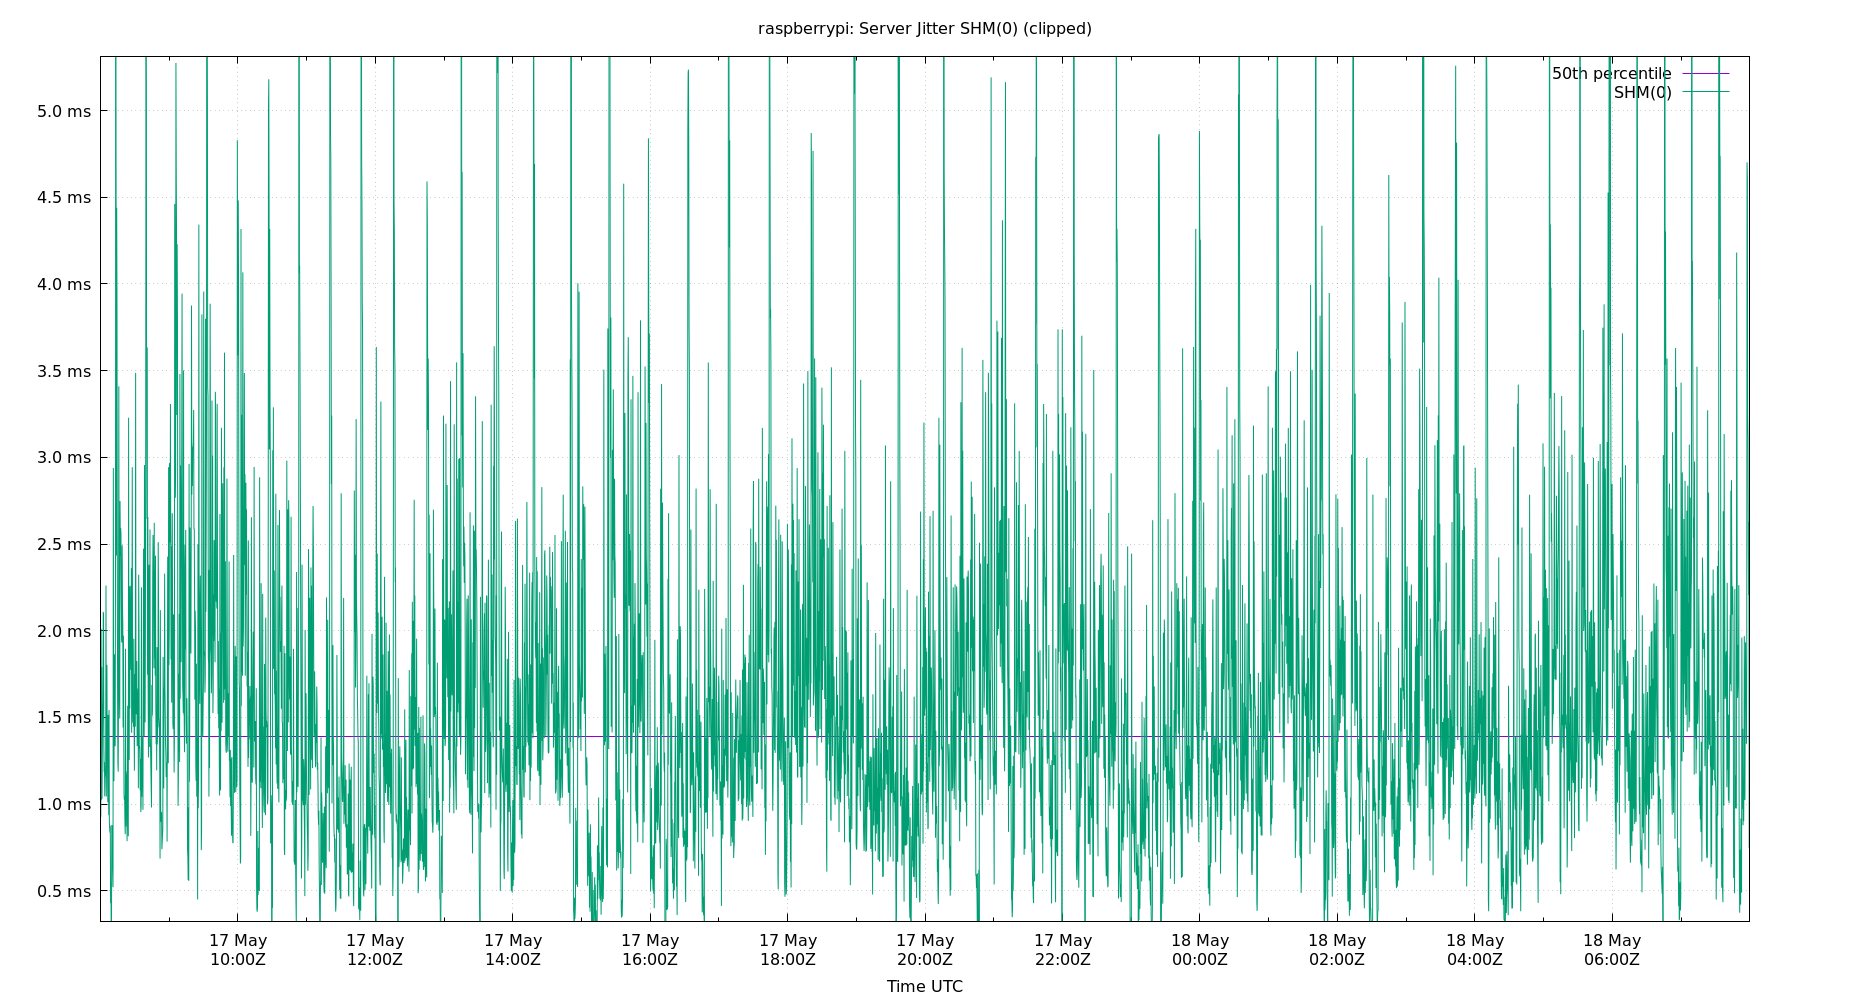 raspberrypi: Server Jitter SHM(0) (clipped)
50th percentile
SHM(0)
5.0 ms
4.5 ms
4.0 ms
3.5 ms
3.0 ms
2.5 ms
2.0 ms
1.5 ms
1.0 ms
0.5 ms
17 May 17 May 17 May 17 May 17 May 17 May 17 May 18 May 18 May 18 May 18 May
10:00Z 12:00Z 14:00Z 16:00Z 18:00Z 20:00Z 22:00Z 00:00Z 02:00Z 04:00Z 06:00Z
Time UTC